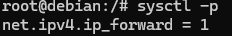 root@debian:/# sysctl -p
net.ipv4.ip_forward = 1